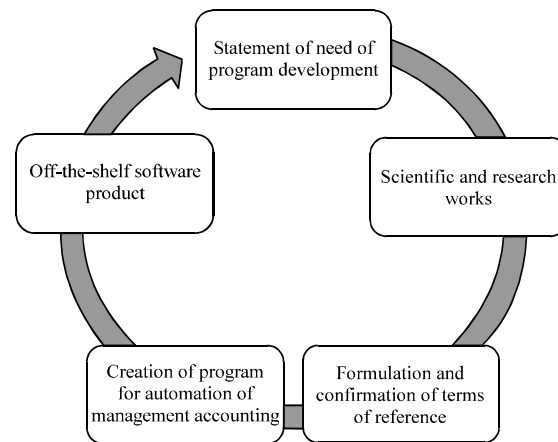 Statement of need of
program development
Scientific and research
works
Formulation and
confirmation of terms
of reference
Creation of program
for automation of
management accounting
Off-the-shelf software
product